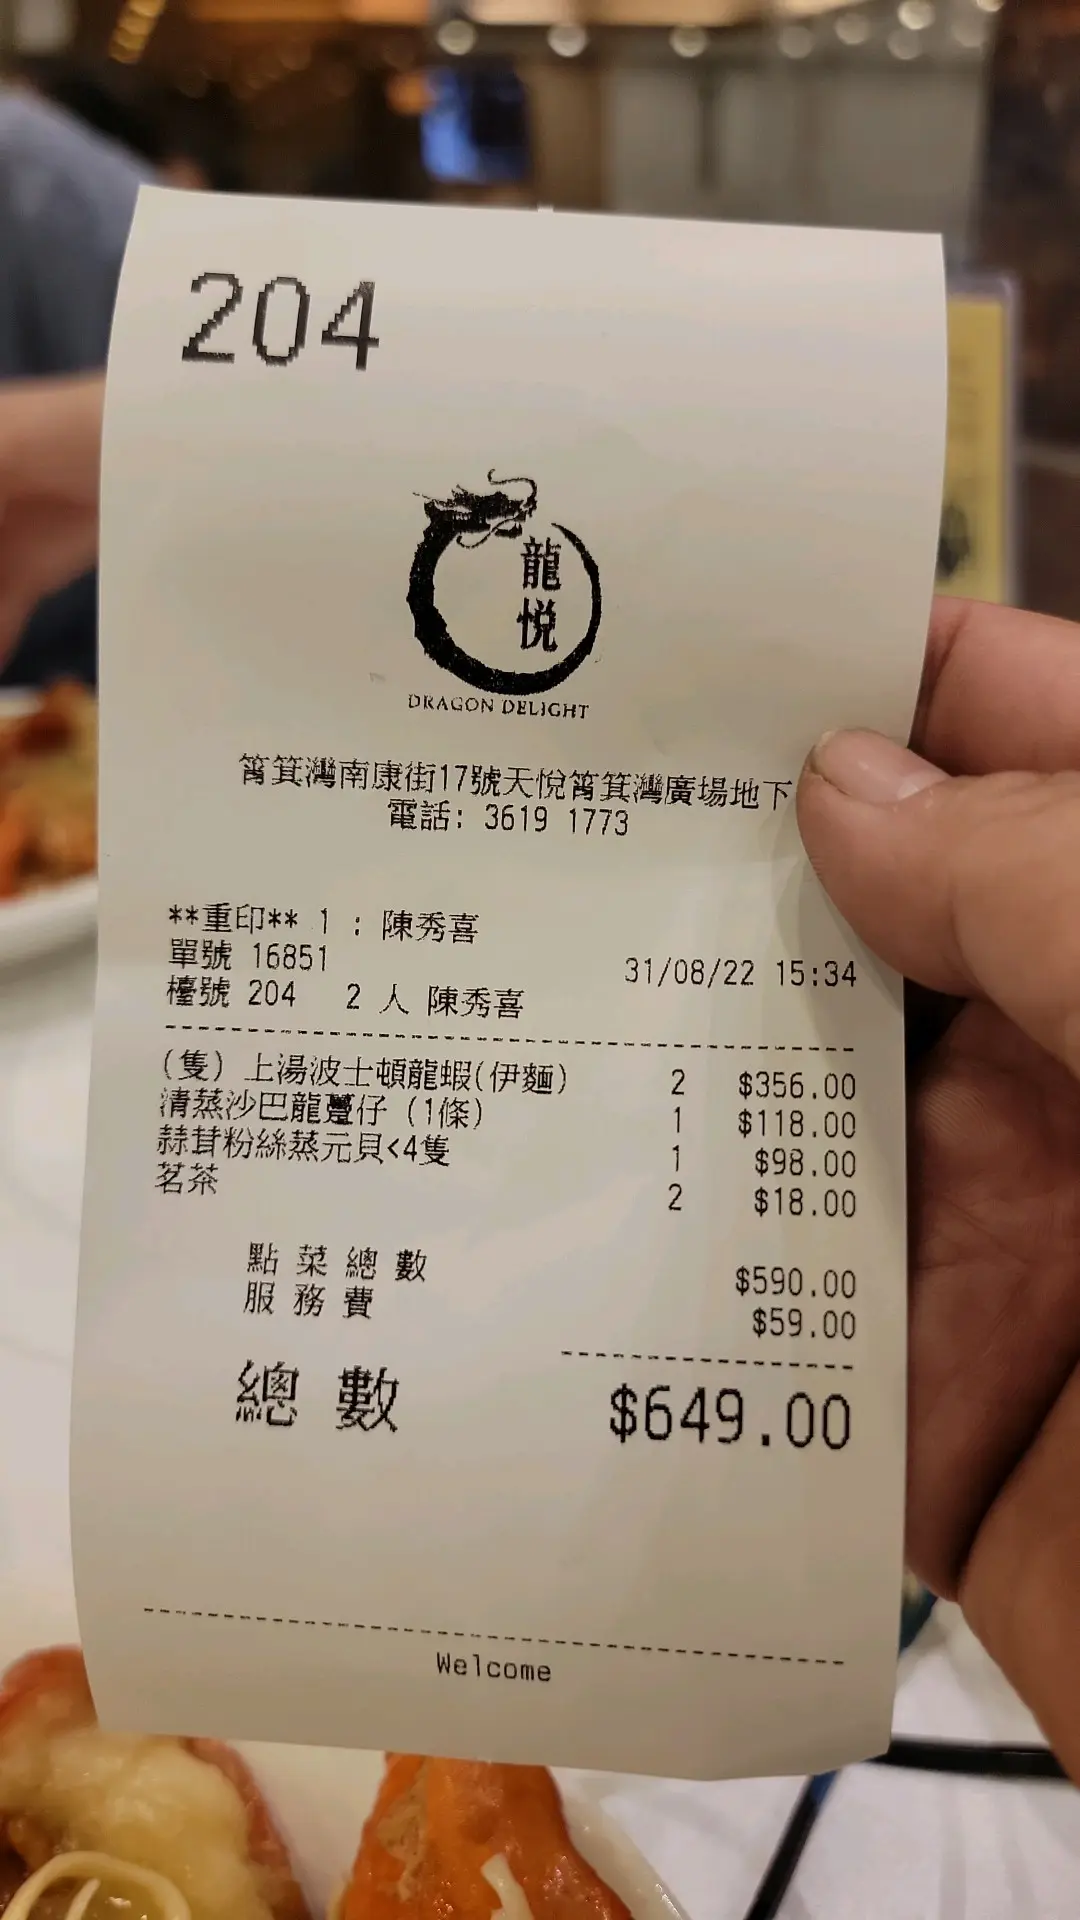 204
龍悦
DRAGON DELIGHT
筲箕灣南康街17號天悅筲箕灣廣場地下
電話: 3619 1773
**重印** 1 : 陳秀喜
單號 16851 31/08/22 15:34
檯號 204 2 人 陳秀喜
(隻) 上湯波士頓龍蝦(伊麵) 2 $356.00
清蒸沙巴龍躉仔 (1條) 1 $118.00
蒜茸粉絲蒸元貝<4隻 1 $98.00
茗茶 2 $18.00
點 菜 總 數 $590.00
服 務 費 $59.00
總 數 $649.00
Welcome